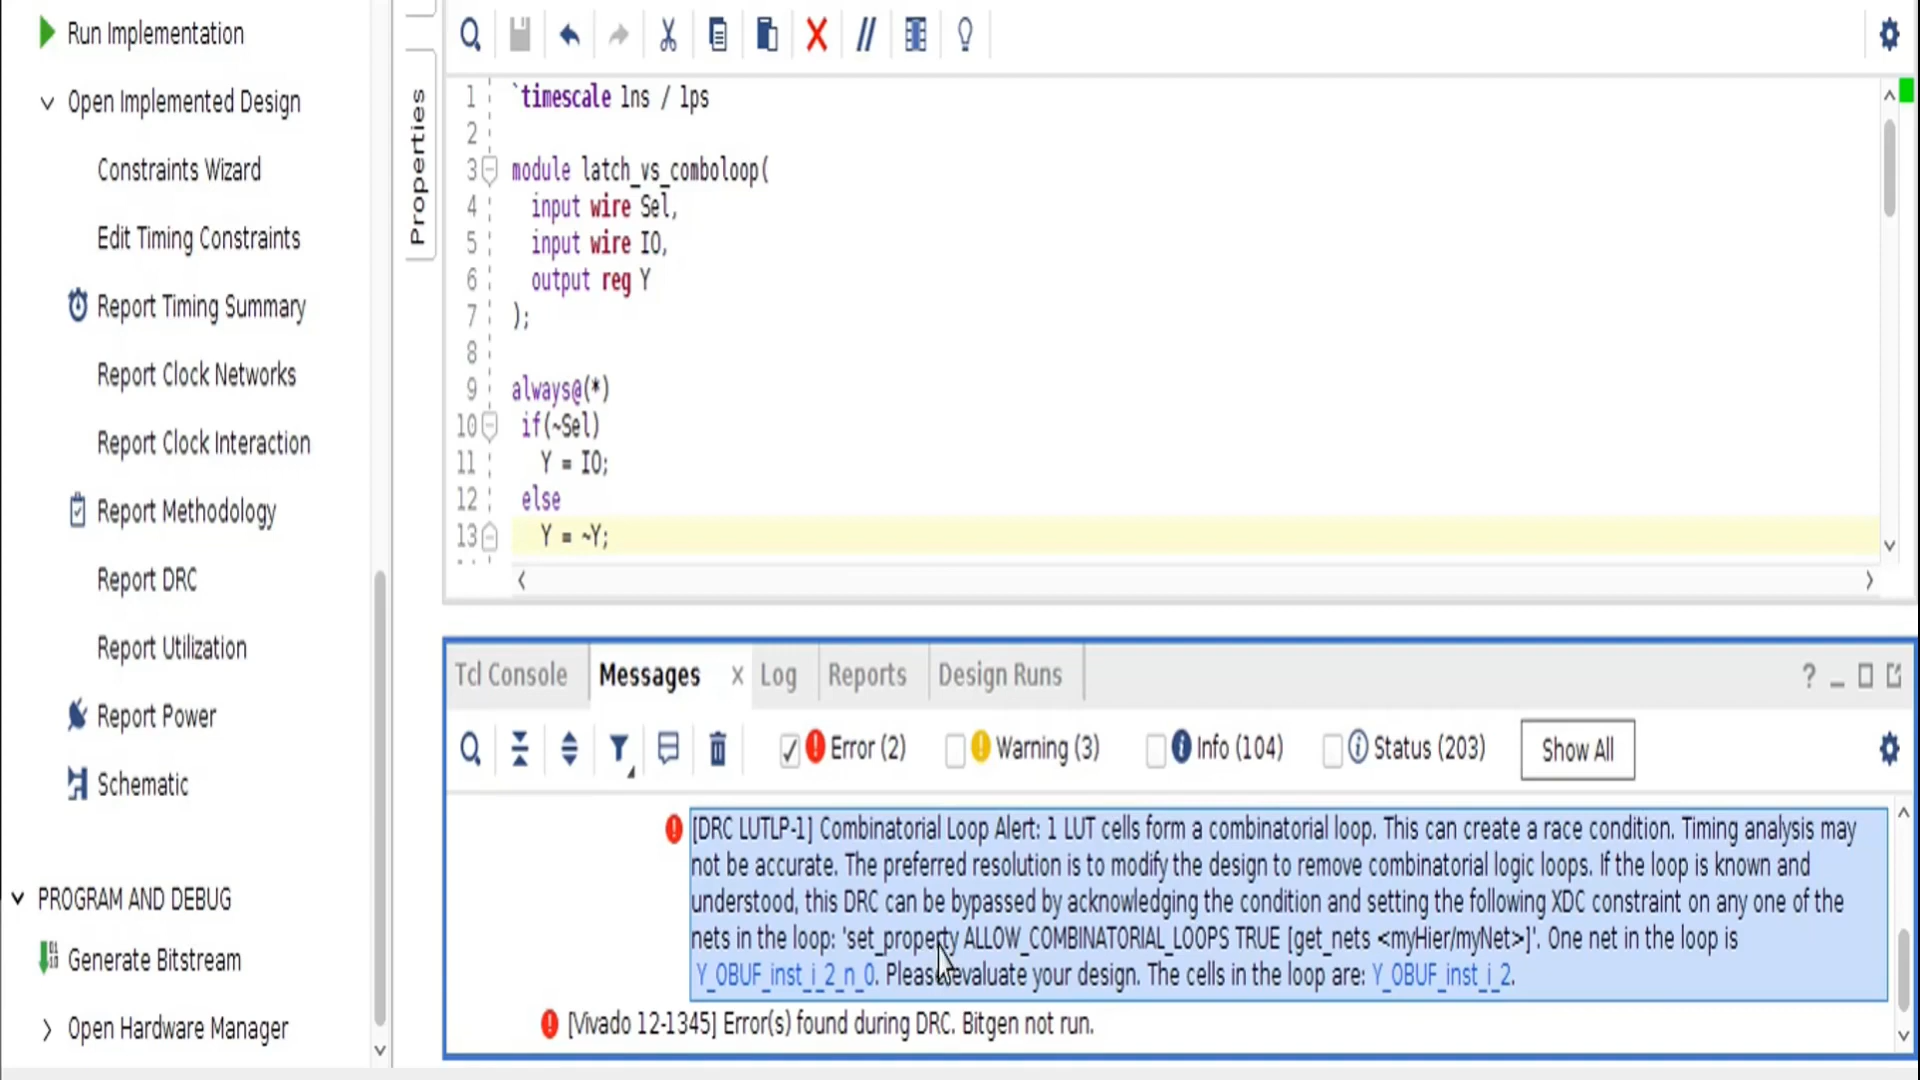 Run Implementation
Open Implemented Design
Constraints Wizard
Edit Timing Constraints
Report Timing Summary
Report Clock Networks
Report Clock Interaction
Report Methodology
Report DRC
Report Utilization
Report Power
Schematic
PROGRAM AND DEBUG
Generate Bitstream
Open Hardware Manager
Properties
1 `timescale 1ns / 1ps
2
3 module latch_vs_comboloop(
4 input wire Sel,
5 input wire I0,
6 output reg Y
7 );
8
9 always@(*)
10 if(~Sel)
11 Y = I0;
12 else
13 Y = ~Y;
Tcl Console Messages × Log Reports Design Runs
Error (2) Warning (3) Info (104) Status (203) Show All
[DRC LUTLP-1] Combinatorial Loop Alert: 1 LUT cells form a combinatorial loop. This can create a race condition. Timing analysis may
not be accurate. The preferred resolution is to modify the design to remove combinatorial logic loops. If the loop is known and
understood, this DRC can be bypassed by acknowledging the condition and setting the following XDC constraint on any one of the
nets in the loop: 'set_property ALLOW_COMBINATORIAL_LOOPS TRUE [get_nets <myHier/myNet>]'. One net in the loop is
Y_OBUF_inst_i_2_n_0. Please evaluate your design. The cells in the loop are: Y_OBUF_inst_i_2.
[Vivado 12-1345] Error(s) found during DRC. Bitgen not run.